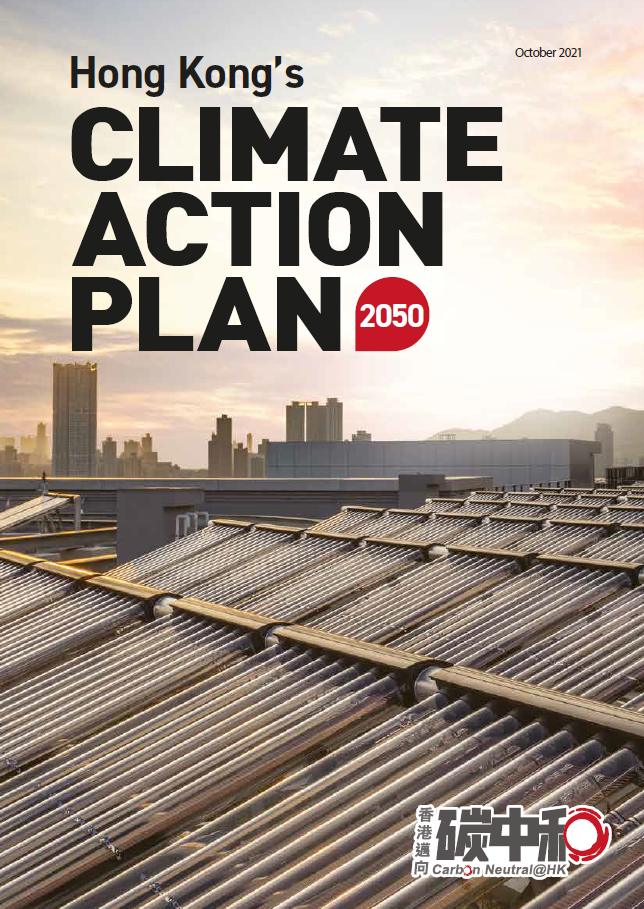 October 2021
Hong Kong's
CLIMATE
ACTION
PLAN
2050
香港邁向
碳中和
Carbon Neutral@HK